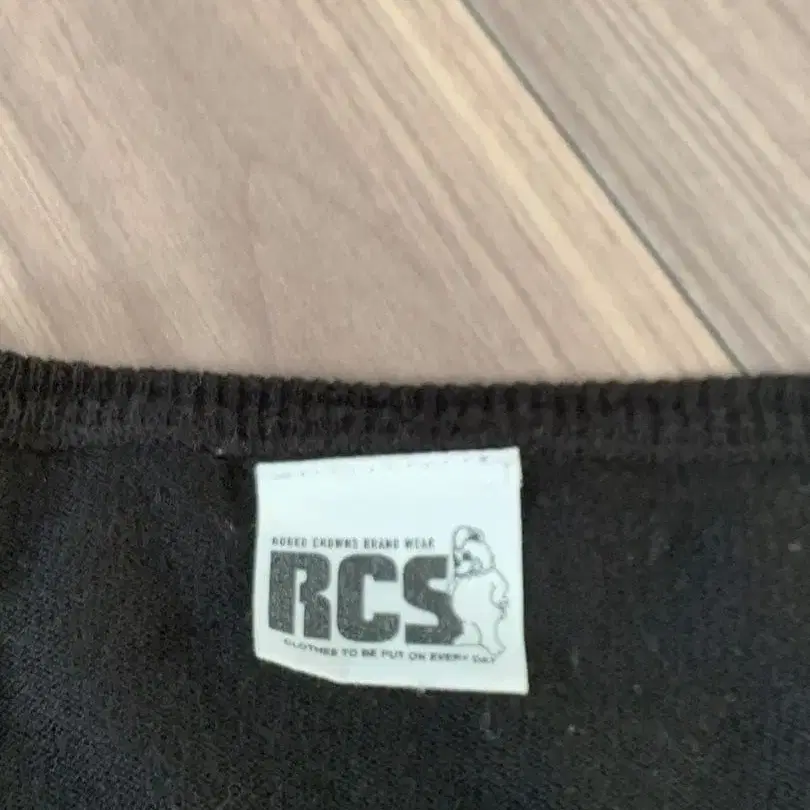 RODEO CROWNS BRAND WEAR
RCS
CLOTHES TO BE PUT ON EVERY DAY